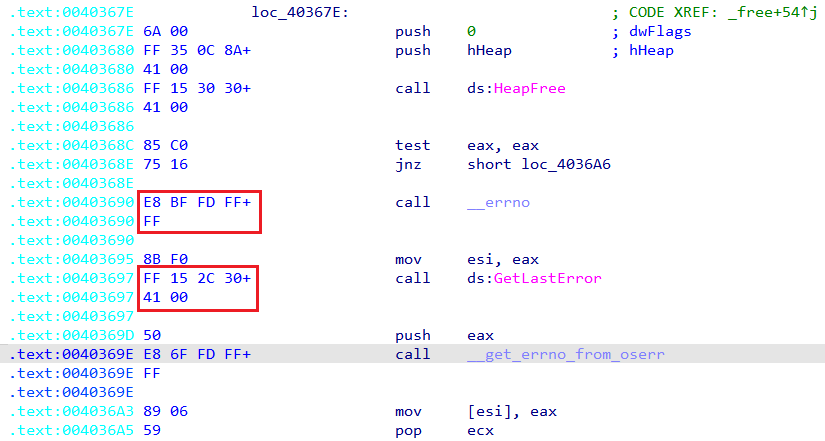 .text:0040367E loc_40367E: ; CODE XREF: _free+54↑j
.text:0040367E 6A 00 push 0 ; dwFlags
.text:00403680 FF 35 0C 8A+ push hHeap ; hHeap
.text:00403680 41 00
.text:00403686 FF 15 30 30+ call ds:HeapFree
.text:00403686 41 00
.text:00403686
.text:0040368C 85 C0 test eax, eax
.text:0040368E 75 16 jnz short loc_4036A6
.text:0040368E
.text:00403690 E8 BF FD FF+ call __errno
.text:00403690 FF
.text:00403690
.text:00403695 8B F0 mov esi, eax
.text:00403697 FF 15 2C 30+ call ds:GetLastError
.text:00403697 41 00
.text:00403697
.text:0040369D 50 push eax
.text:0040369E E8 6F FD FF+ call __get_errno_from_oserr
.text:0040369E FF
.text:0040369E
.text:004036A3 89 06 mov [esi], eax
.text:004036A5 59 pop ecx